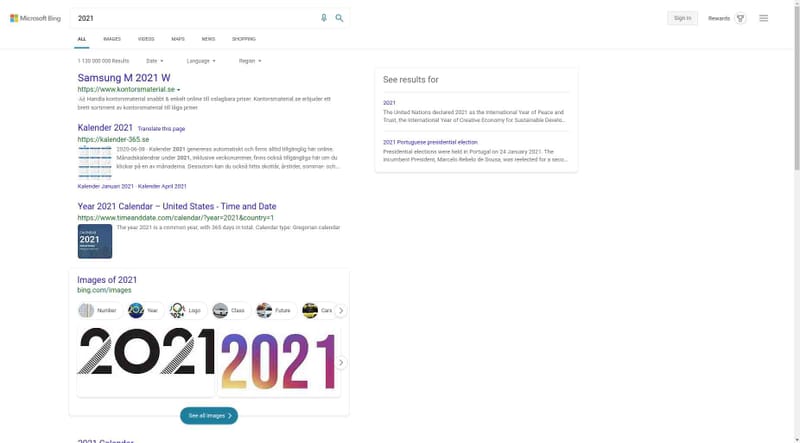 Microsoft Bing
2021
Sign in
Rewards
ALL
IMAGES
VIDEOS
MAPS
NEWS
SHOPPING
1 130 000 000 Results
Date
Language
Region
Samsung M 2021 W
https://www.kontorsmaterial.se
Ad Handla kontorsmaterial snabbt & enkelt online till oslagbara priser. Kontorsmaterial.se erbjuder ett
brett sortiment av kontorsmaterial till låga priser
Kalender 2021 Translate this page
https://kalender-365.se
2020-06-08 · Kalender 2021 genereras automatiskt och finns alltid tillgänglig här online.
Månadskalender under 2021, inklusive veckonummer, finns också tillgängliga här om du
klickar på en av månaderna. Dessutom kan du också hitta skottår, årstider, sommar- och...
Kalender Januari 2021 · Kalender April 2021
Year 2021 Calendar – United States - Time and Date
https://www.timeanddate.com/calendar/?year=2021&country=1
2021
The year 2021 is a common year, with 365 days in total. Calendar type: Gregorian calendar
Images of 2021
bing.com/images
Number
Year
Logo
Class
Future
Cars
2021
2021
See all images
2021 Calendar
See results for
2021
The United Nations declared 2021 as the International Year of Peace and
Trust, the International Year of Creative Economy for Sustainable Develo...
2021 Portuguese presidential election
Presidential elections were held in Portugal on 24 January 2021. The
incumbent President, Marcelo Rebelo de Sousa, was reelected for a seco...